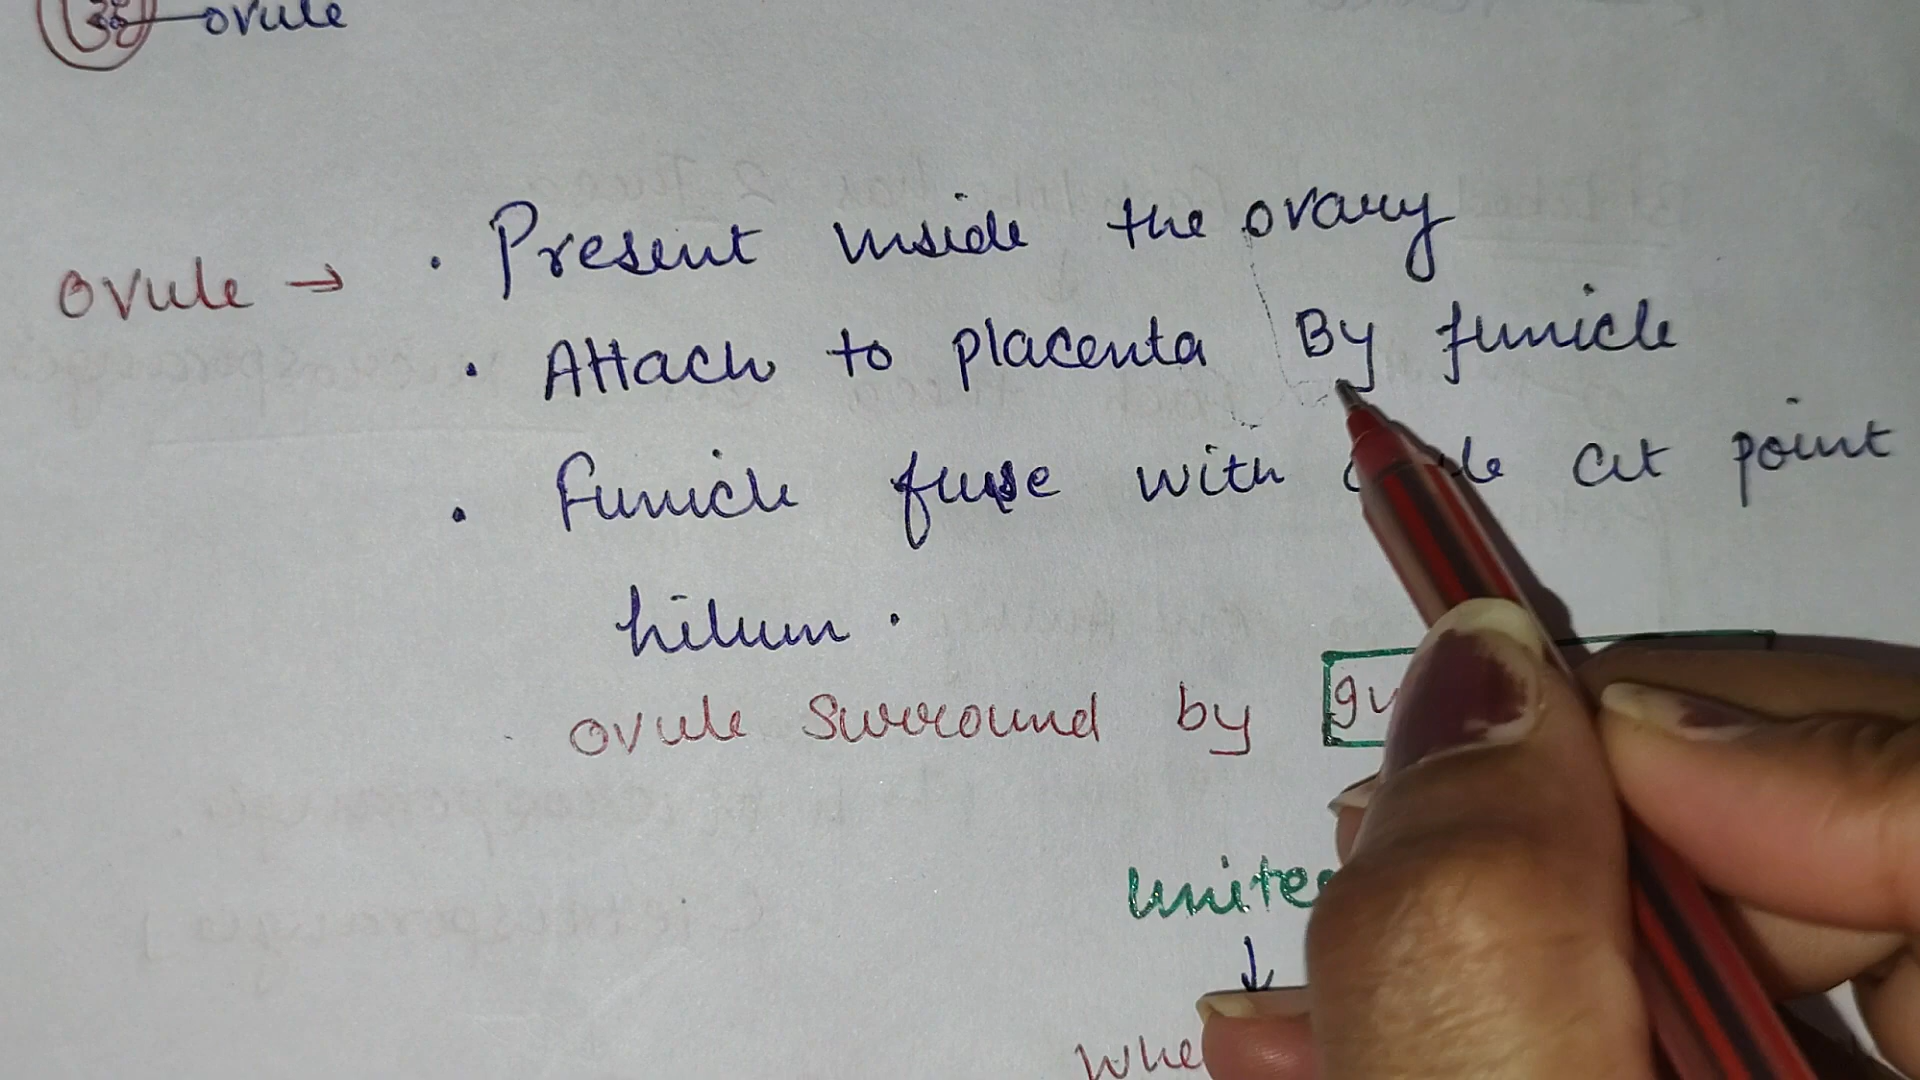 ovule
ovule → • Present inside the ovary
• Attach to placenta By funicle
• Funicle fuse with at point
hilum.
ovule Surround by
unite
↓